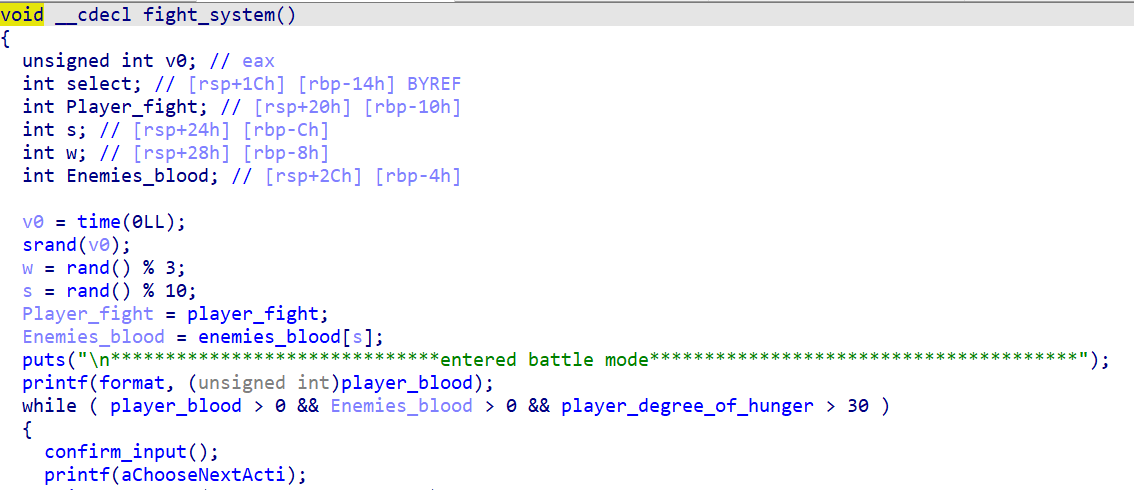 void __cdecl fight_system()
{
unsigned int v0; // eax
int select; // [rsp+1Ch] [rbp-14h] BYREF
int Player_fight; // [rsp+20h] [rbp-10h]
int s; // [rsp+24h] [rbp-Ch]
int w; // [rsp+28h] [rbp-8h]
int Enemies_blood; // [rsp+2Ch] [rbp-4h]
v0 = time(0LL);
srand(v0);
w = rand() % 3;
s = rand() % 10;
Player_fight = player_fight;
Enemies_blood = enemies_blood[s];
puts("\n******************************entered battle mode***************************************");
printf(format, (unsigned int)player_blood);
while ( player_blood > 0 && Enemies_blood > 0 && player_degree_of_hunger > 30 )
{
confirm_input();
printf(aChooseNextActi);